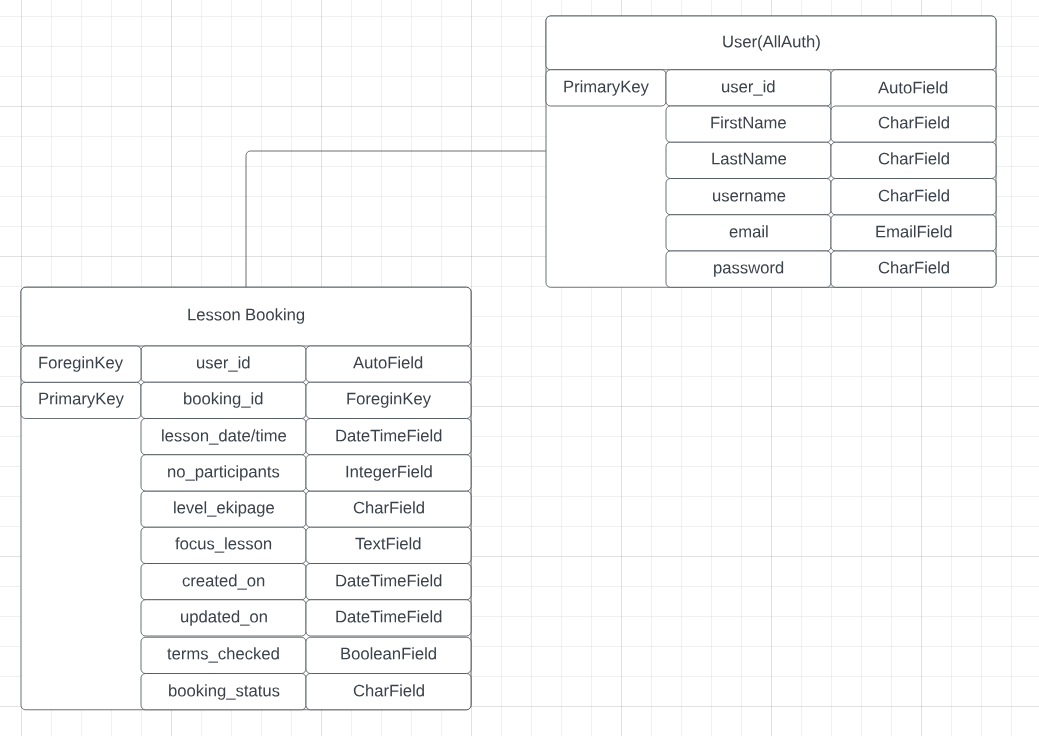 User(AllAuth)
PrimaryKey user_id AutoField
FirstName CharField
LastName CharField
username CharField
email EmailField
password CharField
Lesson Booking
ForeginKey user_id AutoField
PrimaryKey booking_id ForeginKey
lesson_date/time DateTimeField
no_participants IntegerField
level_ekipage CharField
focus_lesson TextField
created_on DateTimeField
updated_on DateTimeField
terms_checked BooleanField
booking_status CharField